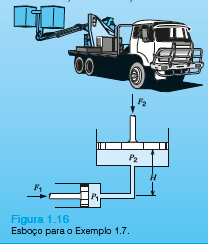 F₂
P₂
F₁
P₁
H
Figura 1.16
Esboço para o Exemplo 1.7.